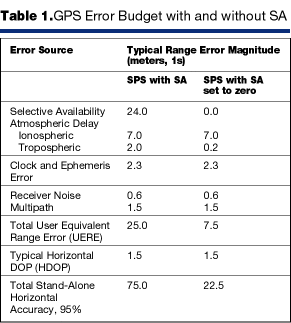 Table 1.GPS Error Budget with and without SA
Error Source Typical Range Error Magnitude
(meters, 1s)
SPS with SA SPS with SA
set to zero
Selective Availability 24.0 0.0
Atmospheric Delay
Ionospheric 7.0 7.0
Tropospheric 2.0 0.2
Clock and Ephemeris 2.3 2.3
Error
Receiver Noise 0.6 0.6
Multipath 1.5 1.5
Total User Equivalent 25.0 7.5
Range Error (UERE)
Typical Horizontal 1.5 1.5
DOP (HDOP)
Total Stand-Alone 75.0 22.5
Horizontal
Accuracy, 95%